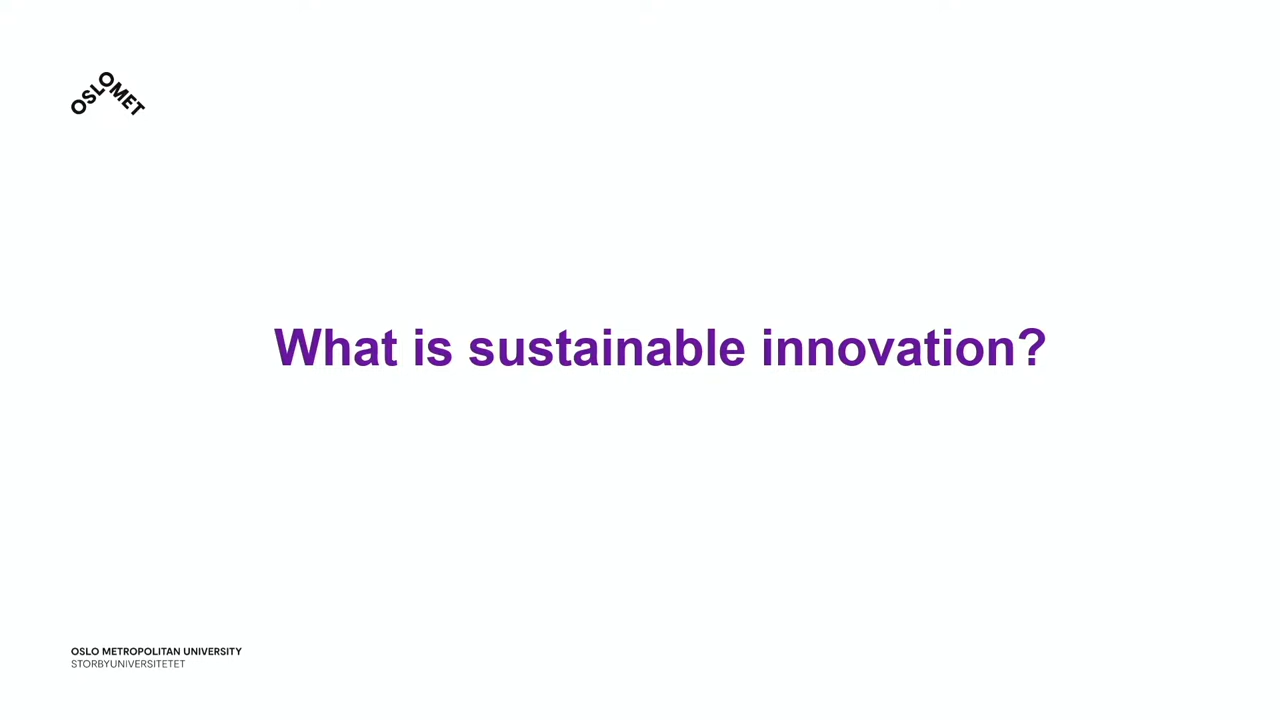 OSLOMET
What is sustainable innovation?
OSLO METROPOLITAN UNIVERSITY
STORBYUNIVERSITETET